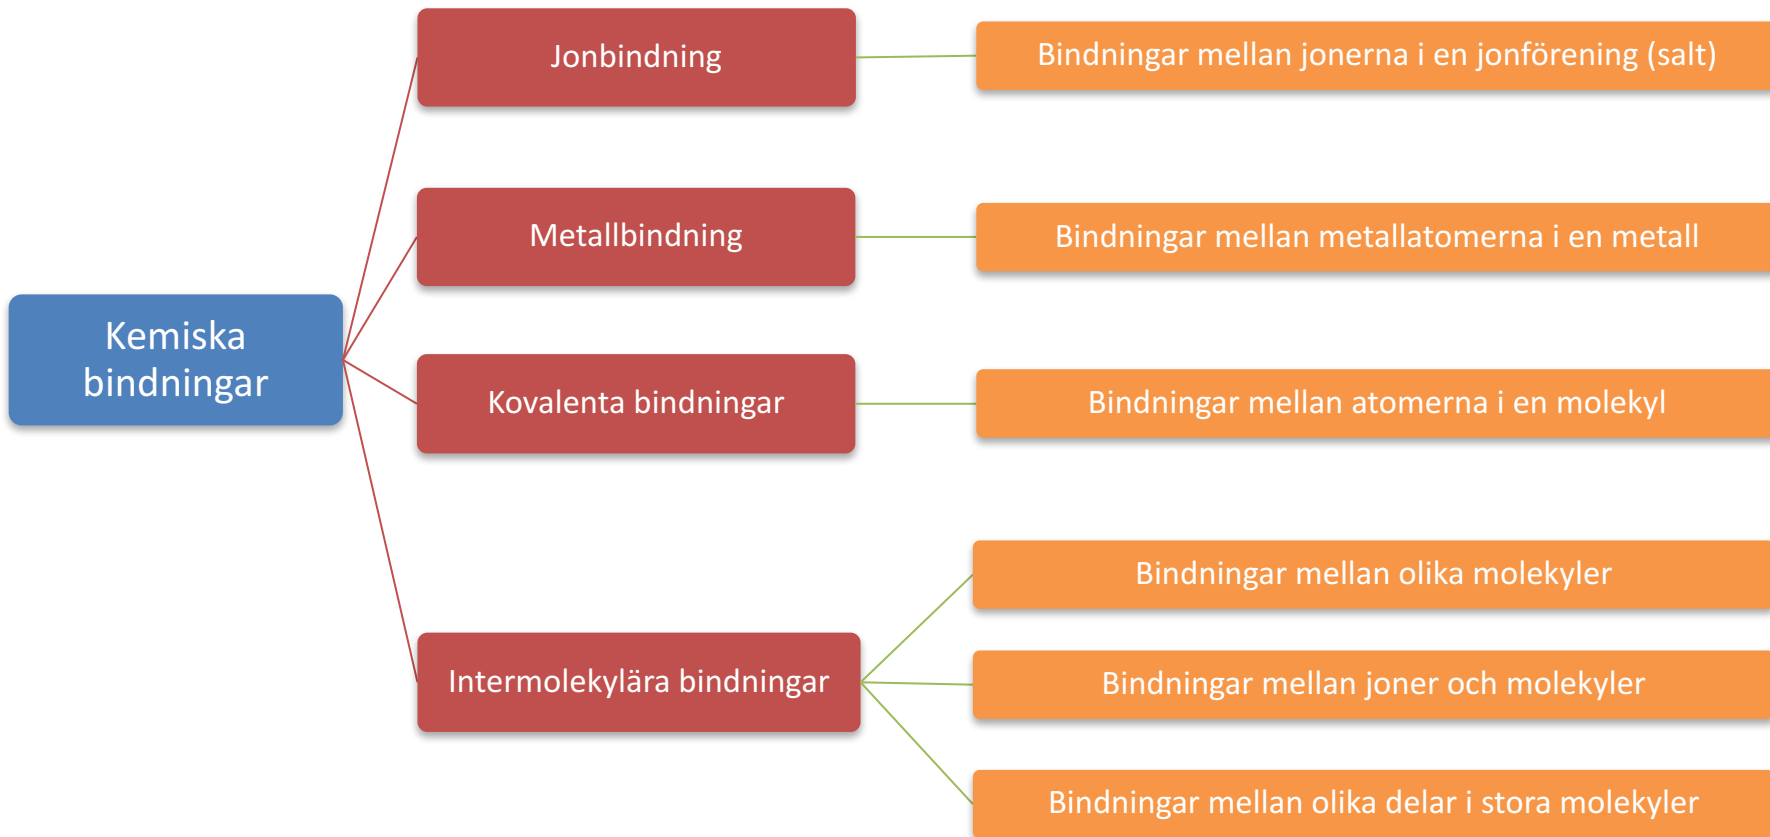 Kemiska
bindningar
Jonbindning
Bindningar mellan jonerna i en jonförening (salt)
Metallbindning
Bindningar mellan metallatomerna i en metall
Kovalenta bindningar
Bindningar mellan atomerna i en molekyl
Intermolekylära bindningar
Bindningar mellan olika molekyler
Bindningar mellan joner och molekyler
Bindningar mellan olika delar i stora molekyler